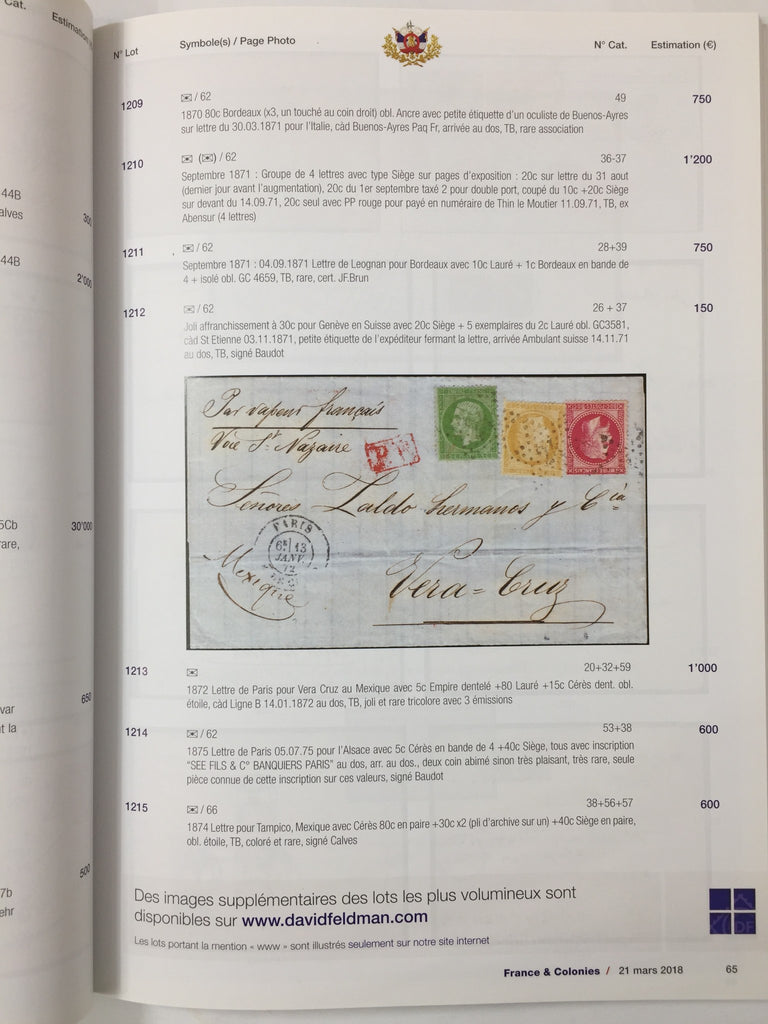 Cat.
Estimation
44B
alves
300
44B
2'000
5Cb
30'000
are,
650
var
t la
500
7b
ehr
N° Lot
Symbole(s) / Page Photo
N° Cat.
Estimation (€)
1209
✉ / 62
49
750
1870 80c Bordeaux (x3, un touché au coin droit) obl. Ancre avec petite étiquette d'un oculiste de Buenos-Ayres
sur lettre du 30.03.1871 pour l'Italie, càd Buenos-Ayres Paq Fr, arrivée au dos, TB, rare association
1210
✉ (✉) / 62
36-37
1'200
Septembre 1871 : Groupe de 4 lettres avec type Siège sur pages d'exposition : 20c sur lettre du 31 aout
(dernier jour avant l'augmentation), 20c du 1er septembre taxé 2 pour double port, coupé du 10c +20c Siège
sur devant du 14.09.71, 20c seul avec PP rouge pour payé en numéraire de Thin le Moutier 11.09.71, TB, ex
Abensur (4 lettres)
1211
✉ / 62
28+39
750
Septembre 1871 : 04.09.1871 Lettre de Leognan pour Bordeaux avec 10c Lauré + 1c Bordeaux en bande de
4 + isolé obl. GC 4659, TB, rare, cert. JF.Brun
1212
✉ / 62
26 + 37
150
Joli affranchissement à 30c pour Genève en Suisse avec 20c Siège + 5 exemplaires du 2c Lauré obl. GC3581,
càd St Etienne 03.11.1871, petite étiquette de l'expéditeur fermant la lettre, arrivée Ambulant suisse 14.11.71
au dos, TB, signé Baudot
Par vapeur français
Voie St Nazaire
P.P.
Señores Zaldo hermanos y Cia
PARIS
6E 13
JANV
72
Mexique
Vera=Cruz
1213
✉
20+32+59
1'000
1872 Lettre de Paris pour Vera Cruz au Mexique avec 5c Empire dentelé +80 Lauré +15c Cérès dent. obl.
étoile, càd Ligne B 14.01.1872 au dos, TB, joli et rare tricolore avec 3 émissions
1214
✉ / 62
53+38
600
1875 Lettre de Paris 05.07.75 pour l'Alsace avec 5c Cérès en bande de 4 +40c Siège, tous avec inscription
"SEE FILS & C° BANQUIERS PARIS" au dos, arr. au dos., deux coin abimé sinon très plaisant, très rare, seule
pièce connue de cette inscription sur ces valeurs, signé Baudot
1215
✉ / 66
38+56+57
600
1874 Lettre pour Tampico, Mexique avec Cérès 80c en paire +30c x2 (pli d'archive sur un) +40c Siège en paire,
obl. étoile, TB, coloré et rare, signé Calves
Des images supplémentaires des lots les plus volumineux sont
disponibles sur www.davidfeldman.com
Les lots portant la mention « www » sont illustrés seulement sur notre site internet
DF
France & Colonies / 21 mars 2018 65